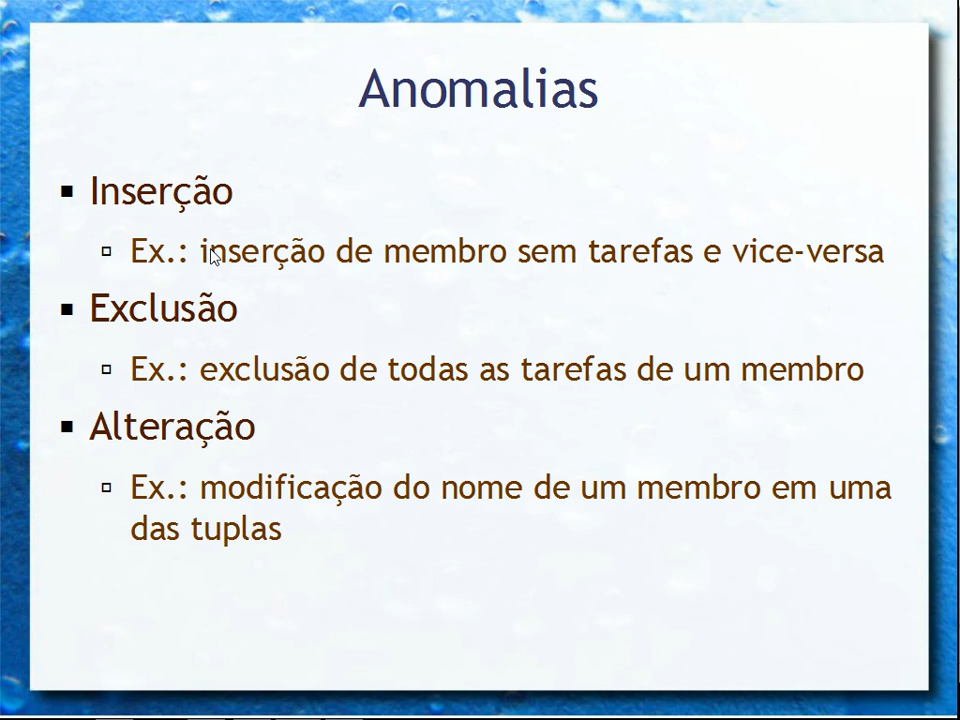 Anomalias
Inserção
Ex.: inserção de membro sem tarefas e vice-versa
Exclusão
Ex.: exclusão de todas as tarefas de um membro
Alteração
Ex.: modificação do nome de um membro em uma
das tuplas